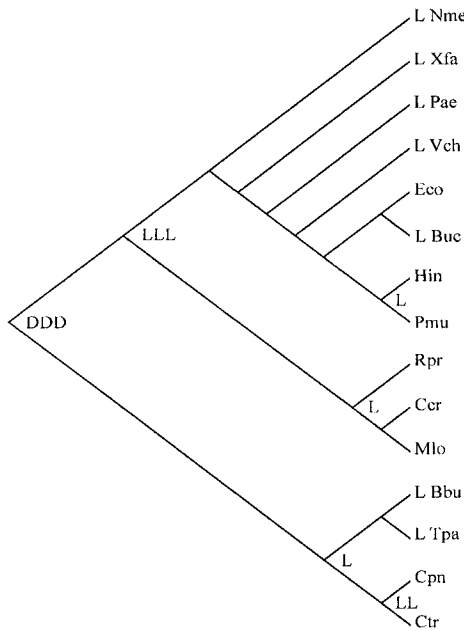 L Nme
L Xfa
L Pae
L Vch
Eco
LLL
L Buc
Hin
L
DDD
Pmu
Rpr
L
Ccr
Mlo
L Bbu
L Tpa
L
Cpn
LL
Ctr